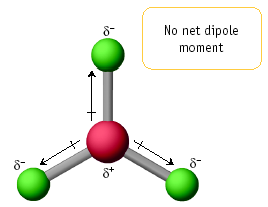 No net dipole
moment
δ⁻
δ⁻
δ⁻
δ⁺